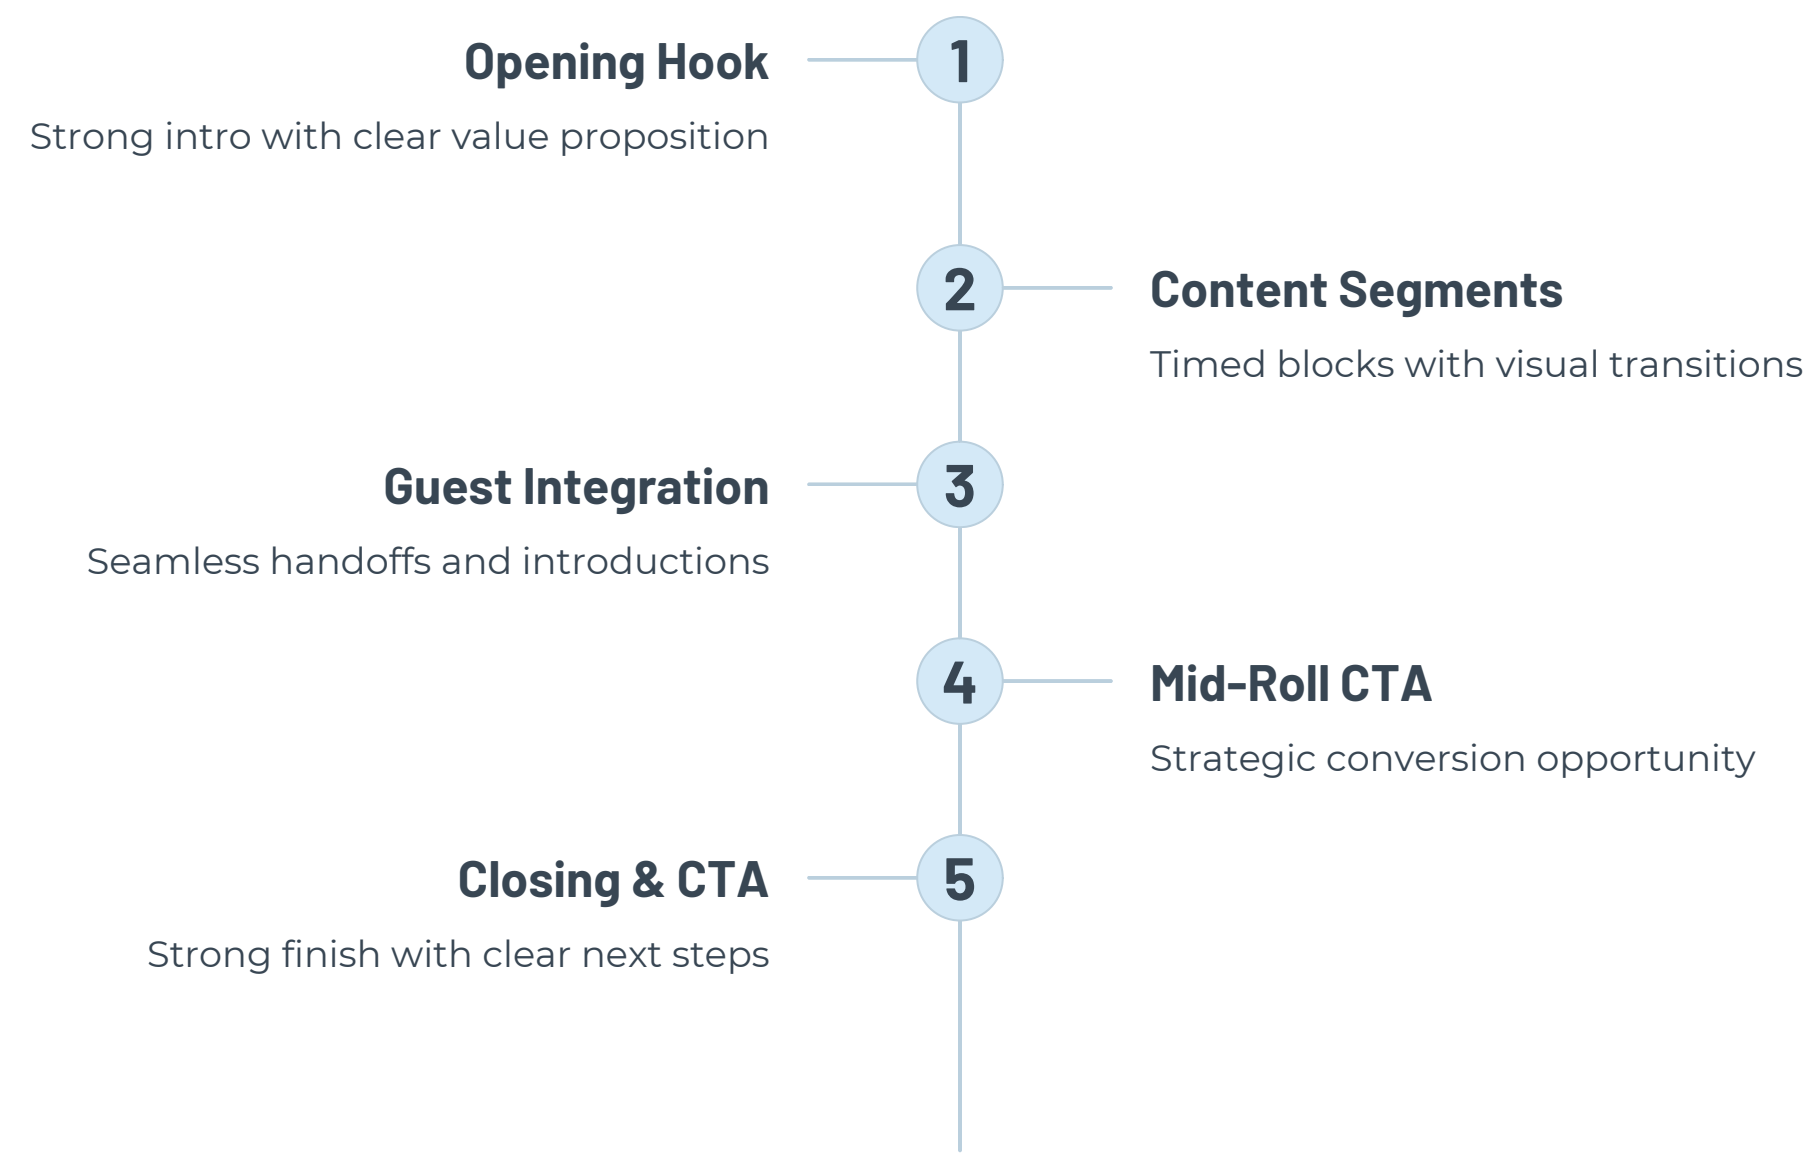 1
Opening Hook
Strong intro with clear value proposition
2
Content Segments
Timed blocks with visual transitions
3
Guest Integration
Seamless handoffs and introductions
4
Mid-Roll CTA
Strategic conversion opportunity
5
Closing & CTA
Strong finish with clear next steps